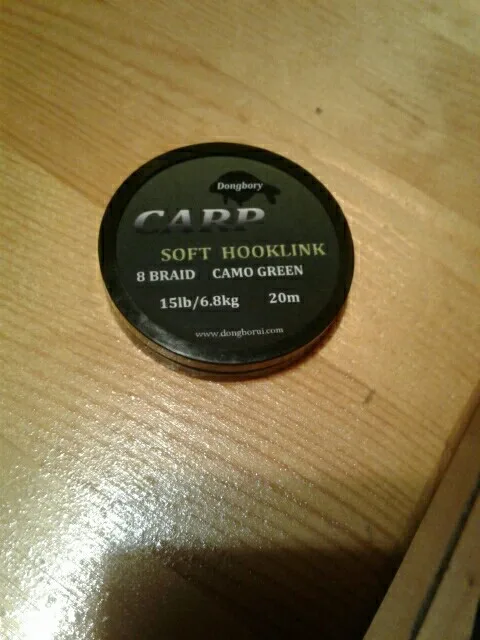 Dongbory
CARP
SOFT HOOKLINK
8 BRAID CAMO GREEN
15lb/6.8kg 20m
www.dongborui.com